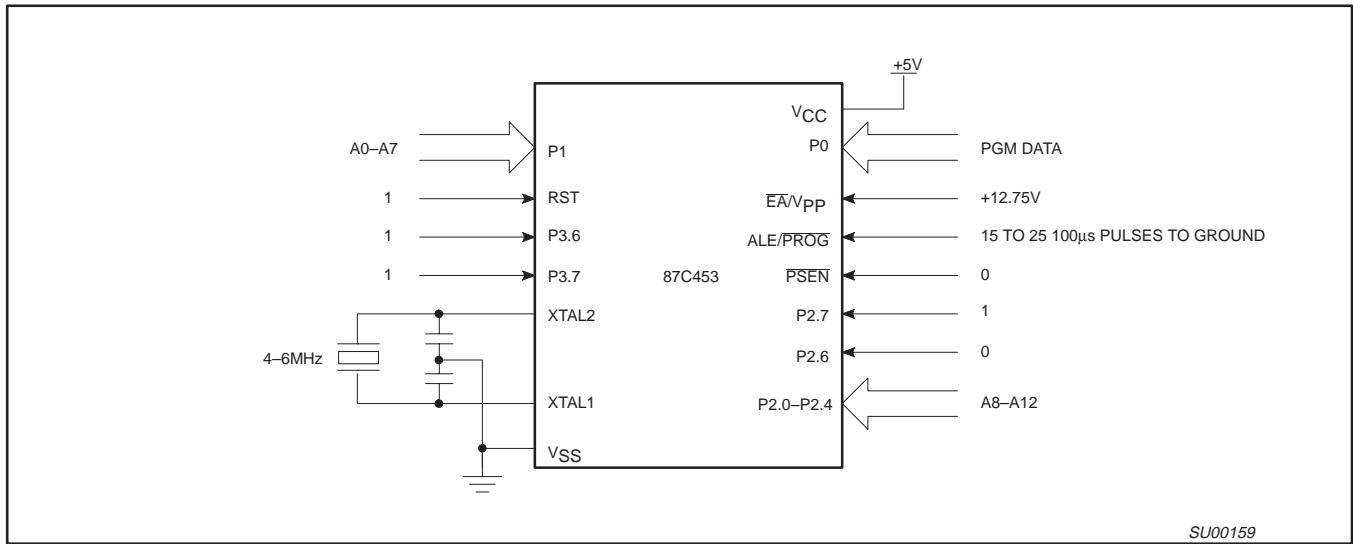 +5V
VCC
A0–A7
P1
P0
PGM DATA
1
RST
EA/VPP
+12.75V
1
P3.6
ALE/PROG
15 TO 25 100μs PULSES TO GROUND
1
P3.7
87C453
PSEN
0
XTAL2
P2.7
1
4–6MHz
P2.6
0
XTAL1
P2.0–P2.4
A8–A12
VSS
SU00159